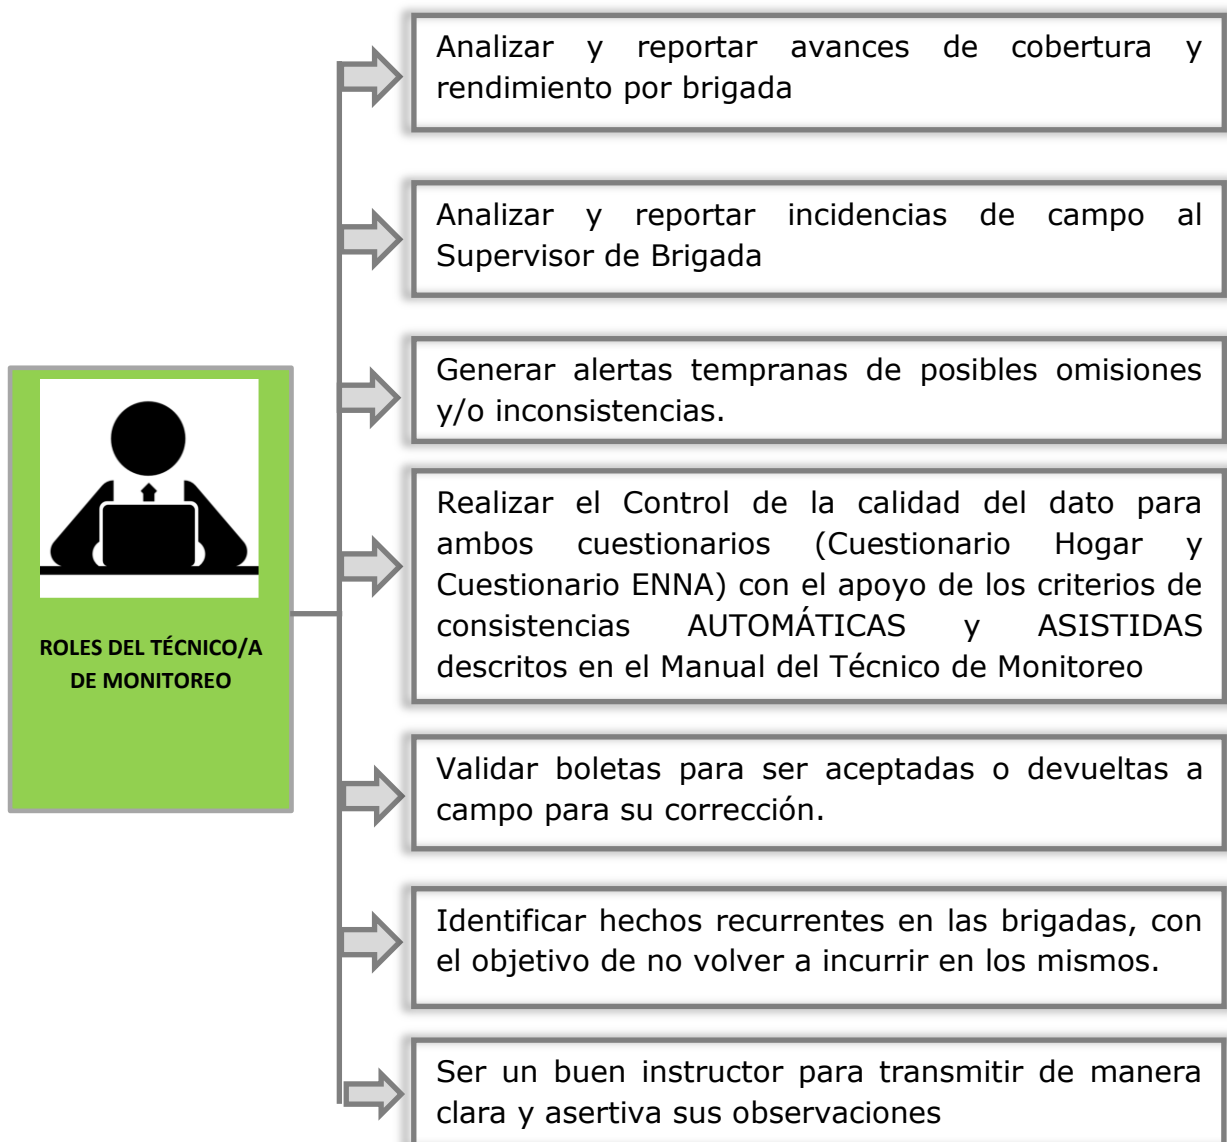 Analizar y reportar avances de cobertura y
rendimiento por brigada
Analizar y reportar incidencias de campo al
Supervisor de Brigada
Generar alertas tempranas de posibles omisiones
y/o inconsistencias.
Realizar el Control de la calidad del dato para
ambos cuestionarios (Cuestionario Hogar y
Cuestionario ENNA) con el apoyo de los criterios de
consistencias AUTOMÁTICAS y ASISTIDAS
descritos en el Manual del Técnico de Monitoreo
ROLES DEL TÉCNICO/A
DE MONITOREO
Validar boletas para ser aceptadas o devueltas a
campo para su corrección.
Identificar hechos recurrentes en las brigadas, con
el objetivo de no volver a incurrir en los mismos.
Ser un buen instructor para transmitir de manera
clara y asertiva sus observaciones